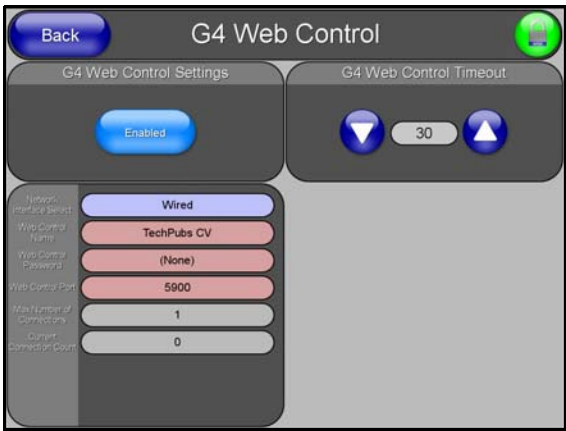 Back
G4 Web Control
G4 Web Control Settings
G4 Web Control Timeout
Enabled
30
Network
Interface Select
Wired
Web Control
Name
TechPubs CV
Web Control
Password
(None)
Web Control Port
5900
Max Number of
Connections
1
Current
Connection Count
0